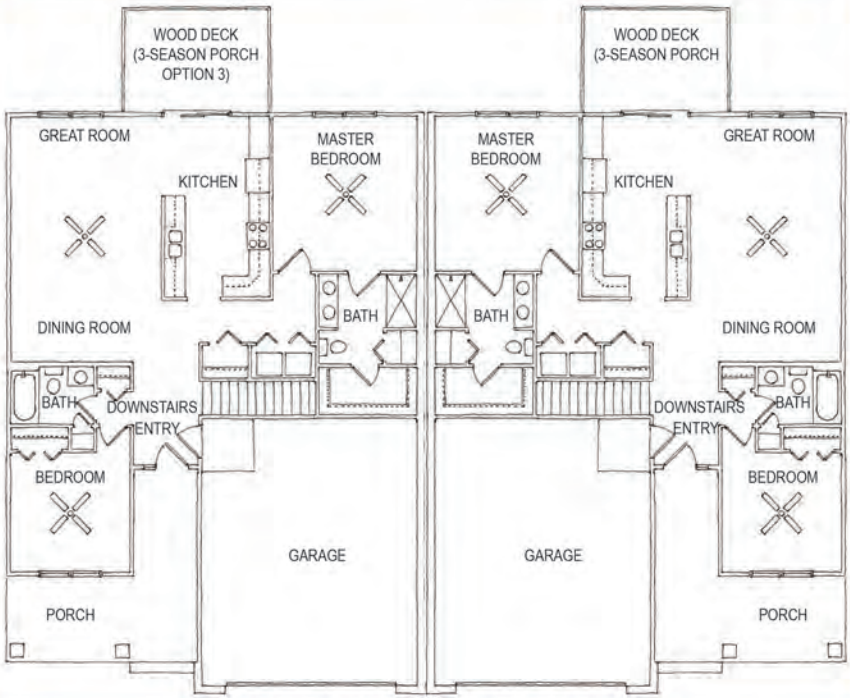 WOOD DECK
(3-SEASON PORCH
OPTION 3)
WOOD DECK
(3-SEASON PORCH
GREAT ROOM
MASTER
BEDROOM
MASTER
BEDROOM
GREAT ROOM
KITCHEN
KITCHEN
DINING ROOM
BATH
BATH
DINING ROOM
BATH
DOWNSTAIRS
ENTRY
DOWNSTAIRS
ENTRY
BATH
BEDROOM
BEDROOM
GARAGE
GARAGE
PORCH
PORCH